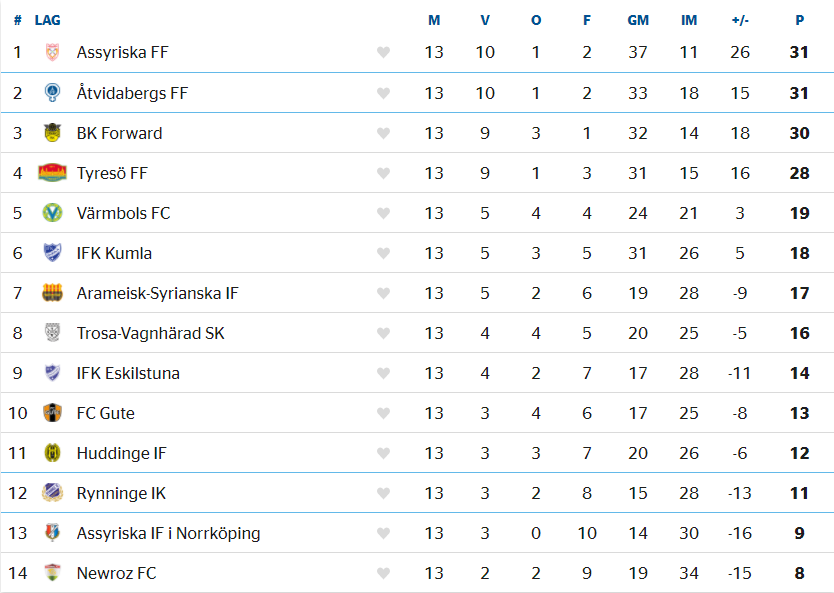 # LAG M V O F GM IM +/- P
1 Assyriska FF 13 10 1 2 37 11 26 31
2 Åtvidabergs FF 13 10 1 2 33 18 15 31
3 BK Forward 13 9 3 1 32 14 18 30
4 Tyresö FF 13 9 1 3 31 15 16 28
5 Värmbols FC 13 5 4 4 24 21 3 19
6 IFK Kumla 13 5 3 5 31 26 5 18
7 Arameisk-Syrianska IF 13 5 2 6 19 28 -9 17
8 Trosa-Vagnhärad SK 13 4 4 5 20 25 -5 16
9 IFK Eskilstuna 13 4 2 7 17 28 -11 14
10 FC Gute 13 3 4 6 17 25 -8 13
11 Huddinge IF 13 3 3 7 20 26 -6 12
12 Rynninge IK 13 3 2 8 15 28 -13 11
13 Assyriska IF i Norrköping 13 3 0 10 14 30 -16 9
14 Newroz FC 13 2 2 9 19 34 -15 8